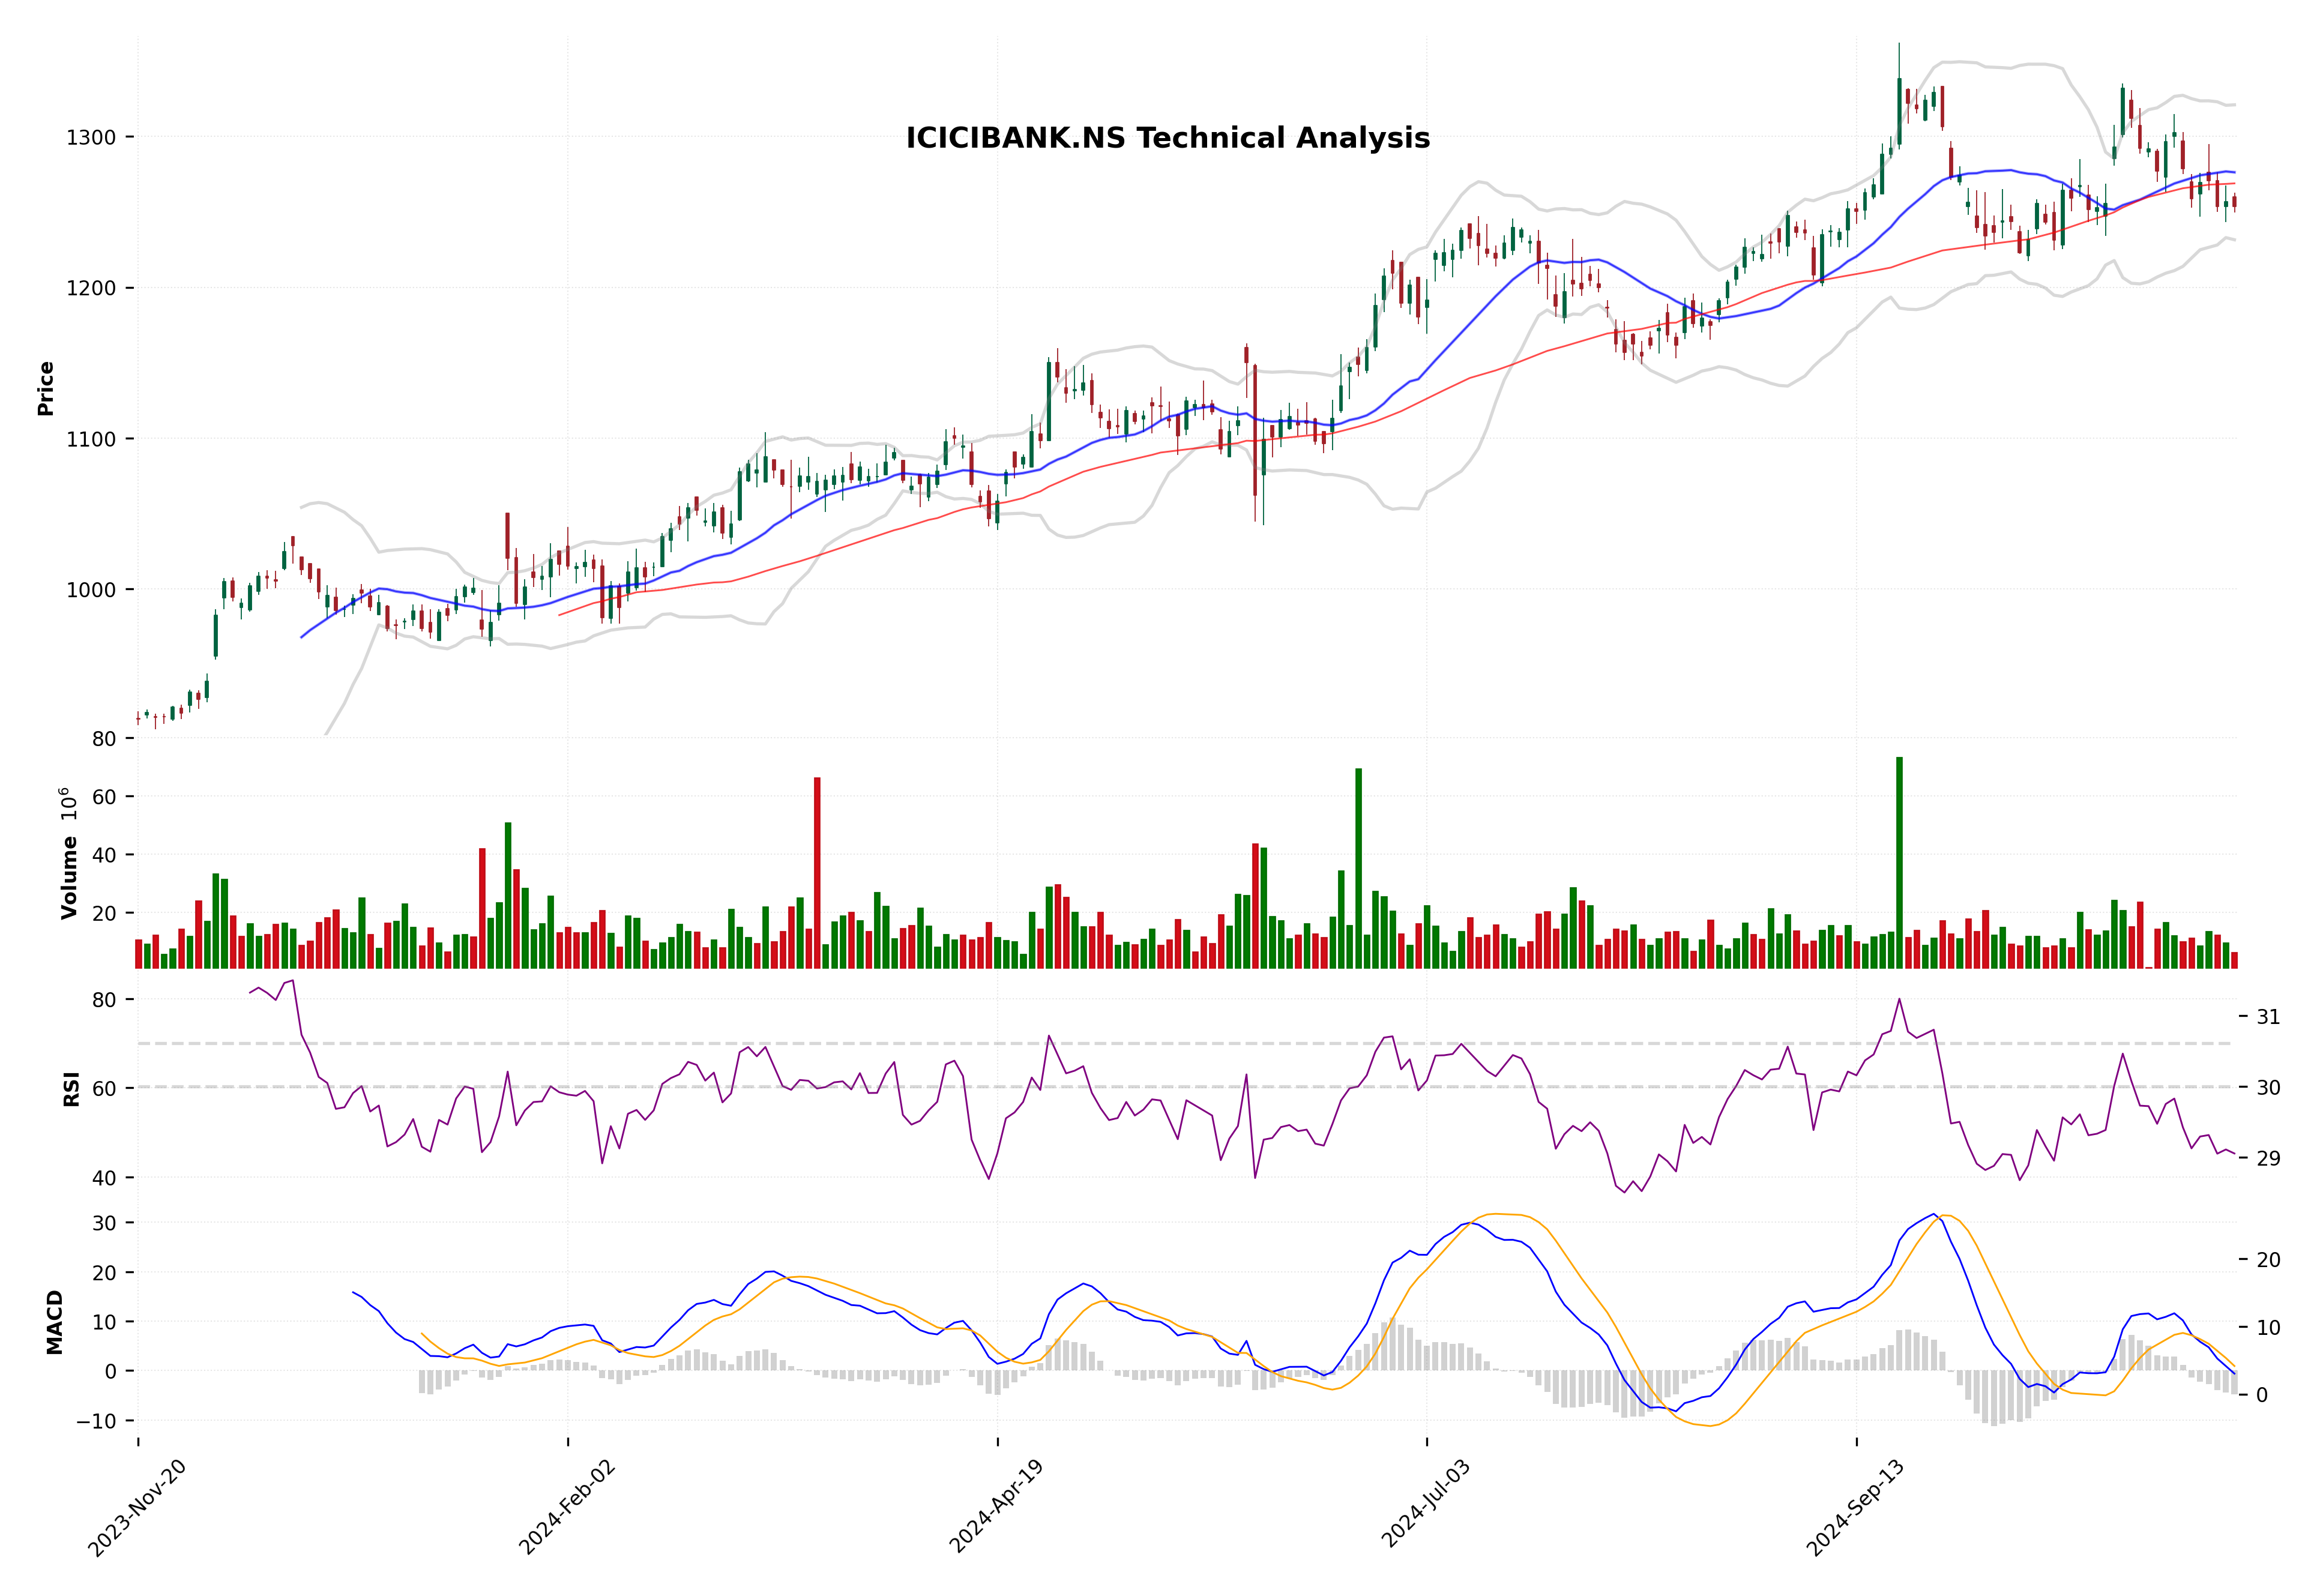 ICICIBANK.NS Technical Analysis
Price
1300
1200
1100
1000
Volume 10⁶
80
60
40
20
RSI
80
60
40
31
30
29
MACD
30
20
10
0
−10
20
10
0
2023-Nov-20
2024-Feb-02
2024-Apr-19
2024-Jul-03
2024-Sep-13